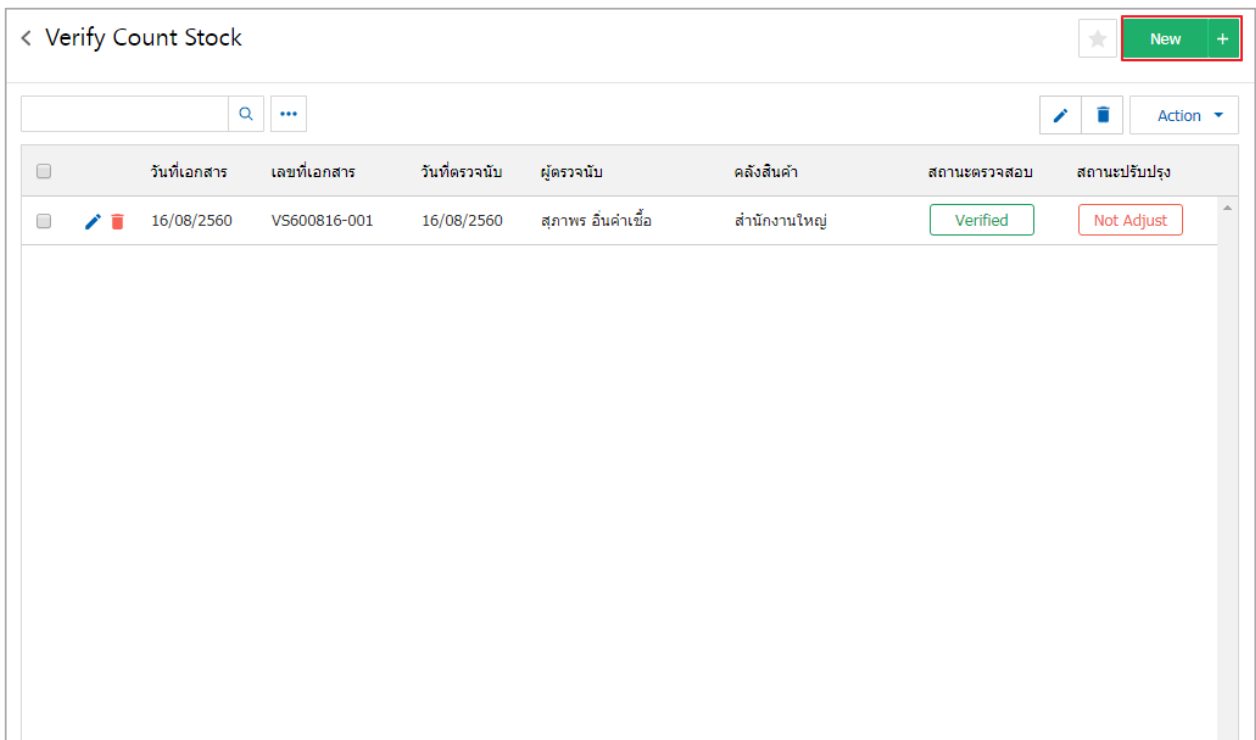 Verify Count Stock
New +
Action
วันที่เอกสาร เลขที่เอกสาร วันที่ตรวจนับ ผู้ตรวจนับ คลังสินค้า สถานะตรวจสอบ สถานะปรับปรุง
16/08/2560 VS600816-001 16/08/2560 สุภาพร อิ่นคำเชื้อ สำนักงานใหญ่ Verified Not Adjust